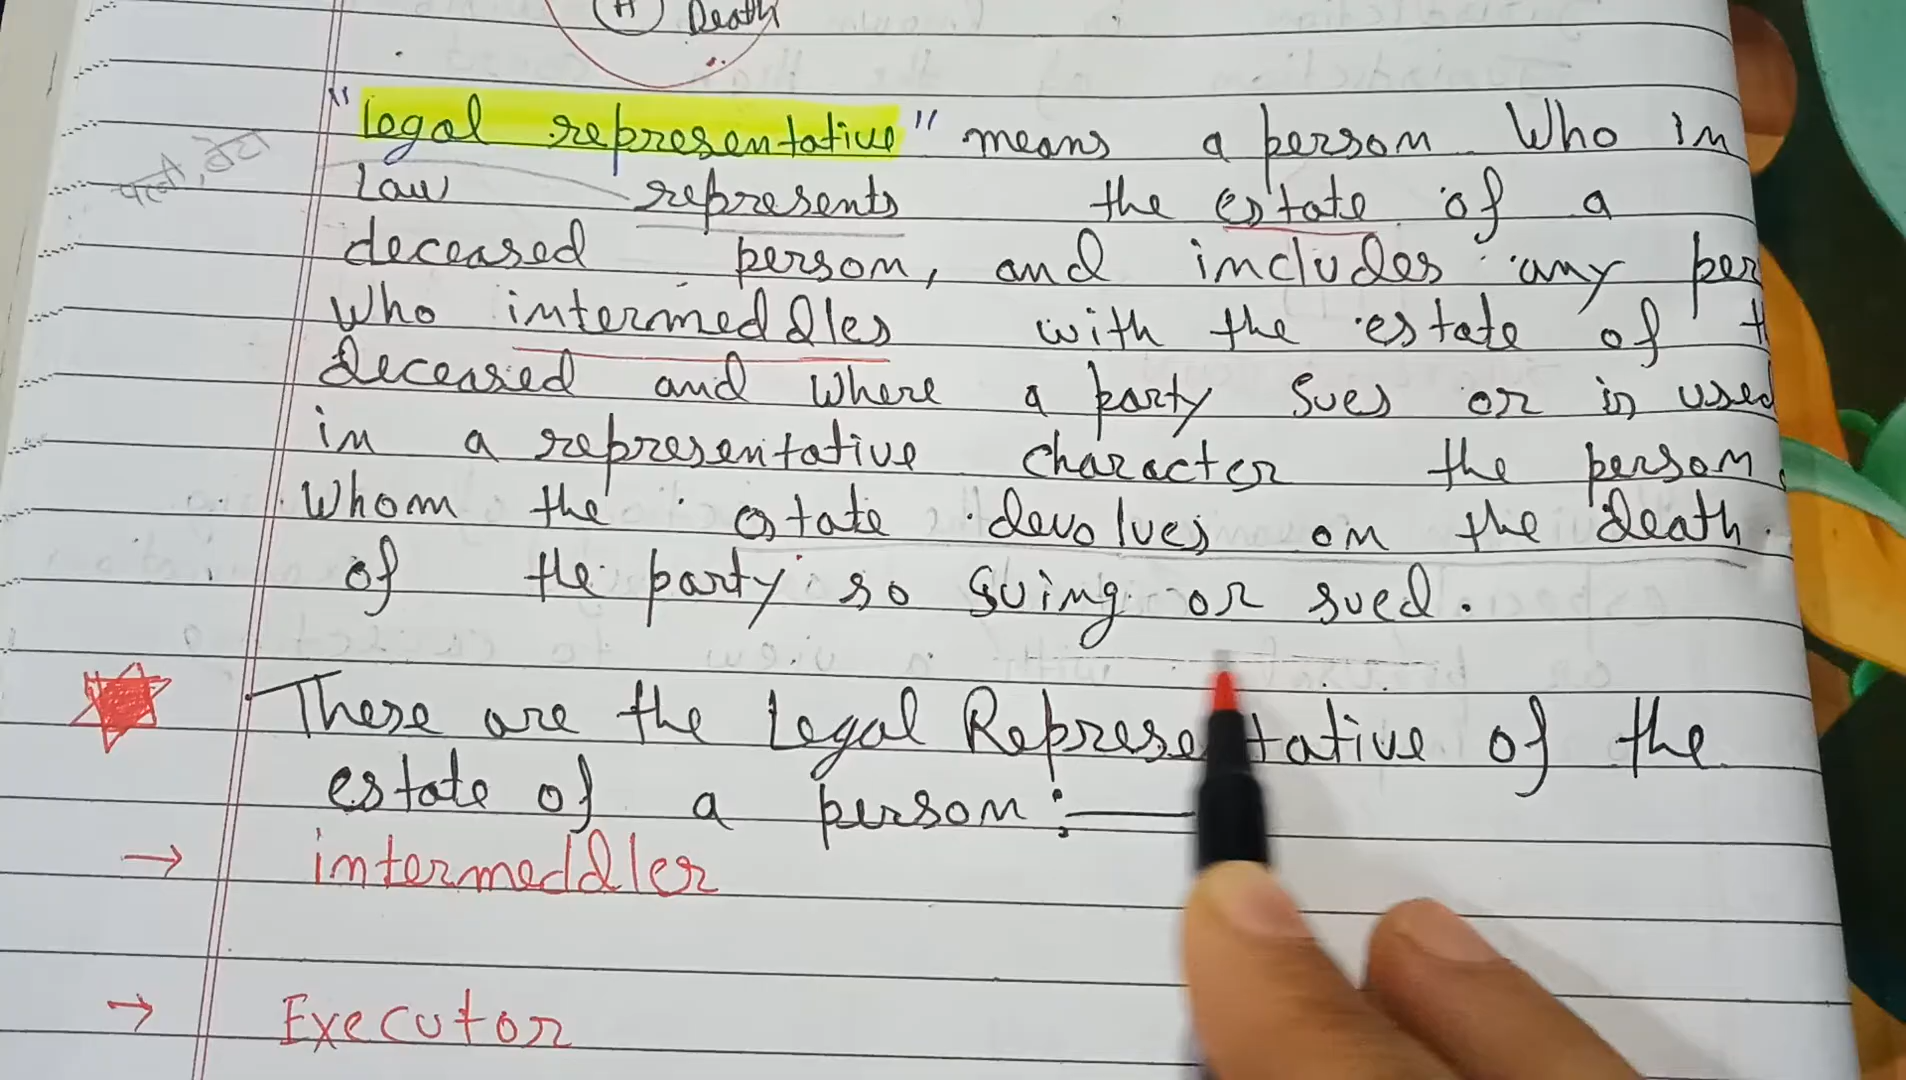 (H) Death
"legal representative" means a person who in
Law represents the estate of a
deceased person, and includes any per
who intermeddles with the estate of t
deceased and where a party sues or is used
in a representative character the person
whom the estate devolves on the death
of the party so suing or sued.
These are the Legal Representative of the
estate of a person:—
→ intermeddler
→ Executor
पत्नी, बेटा